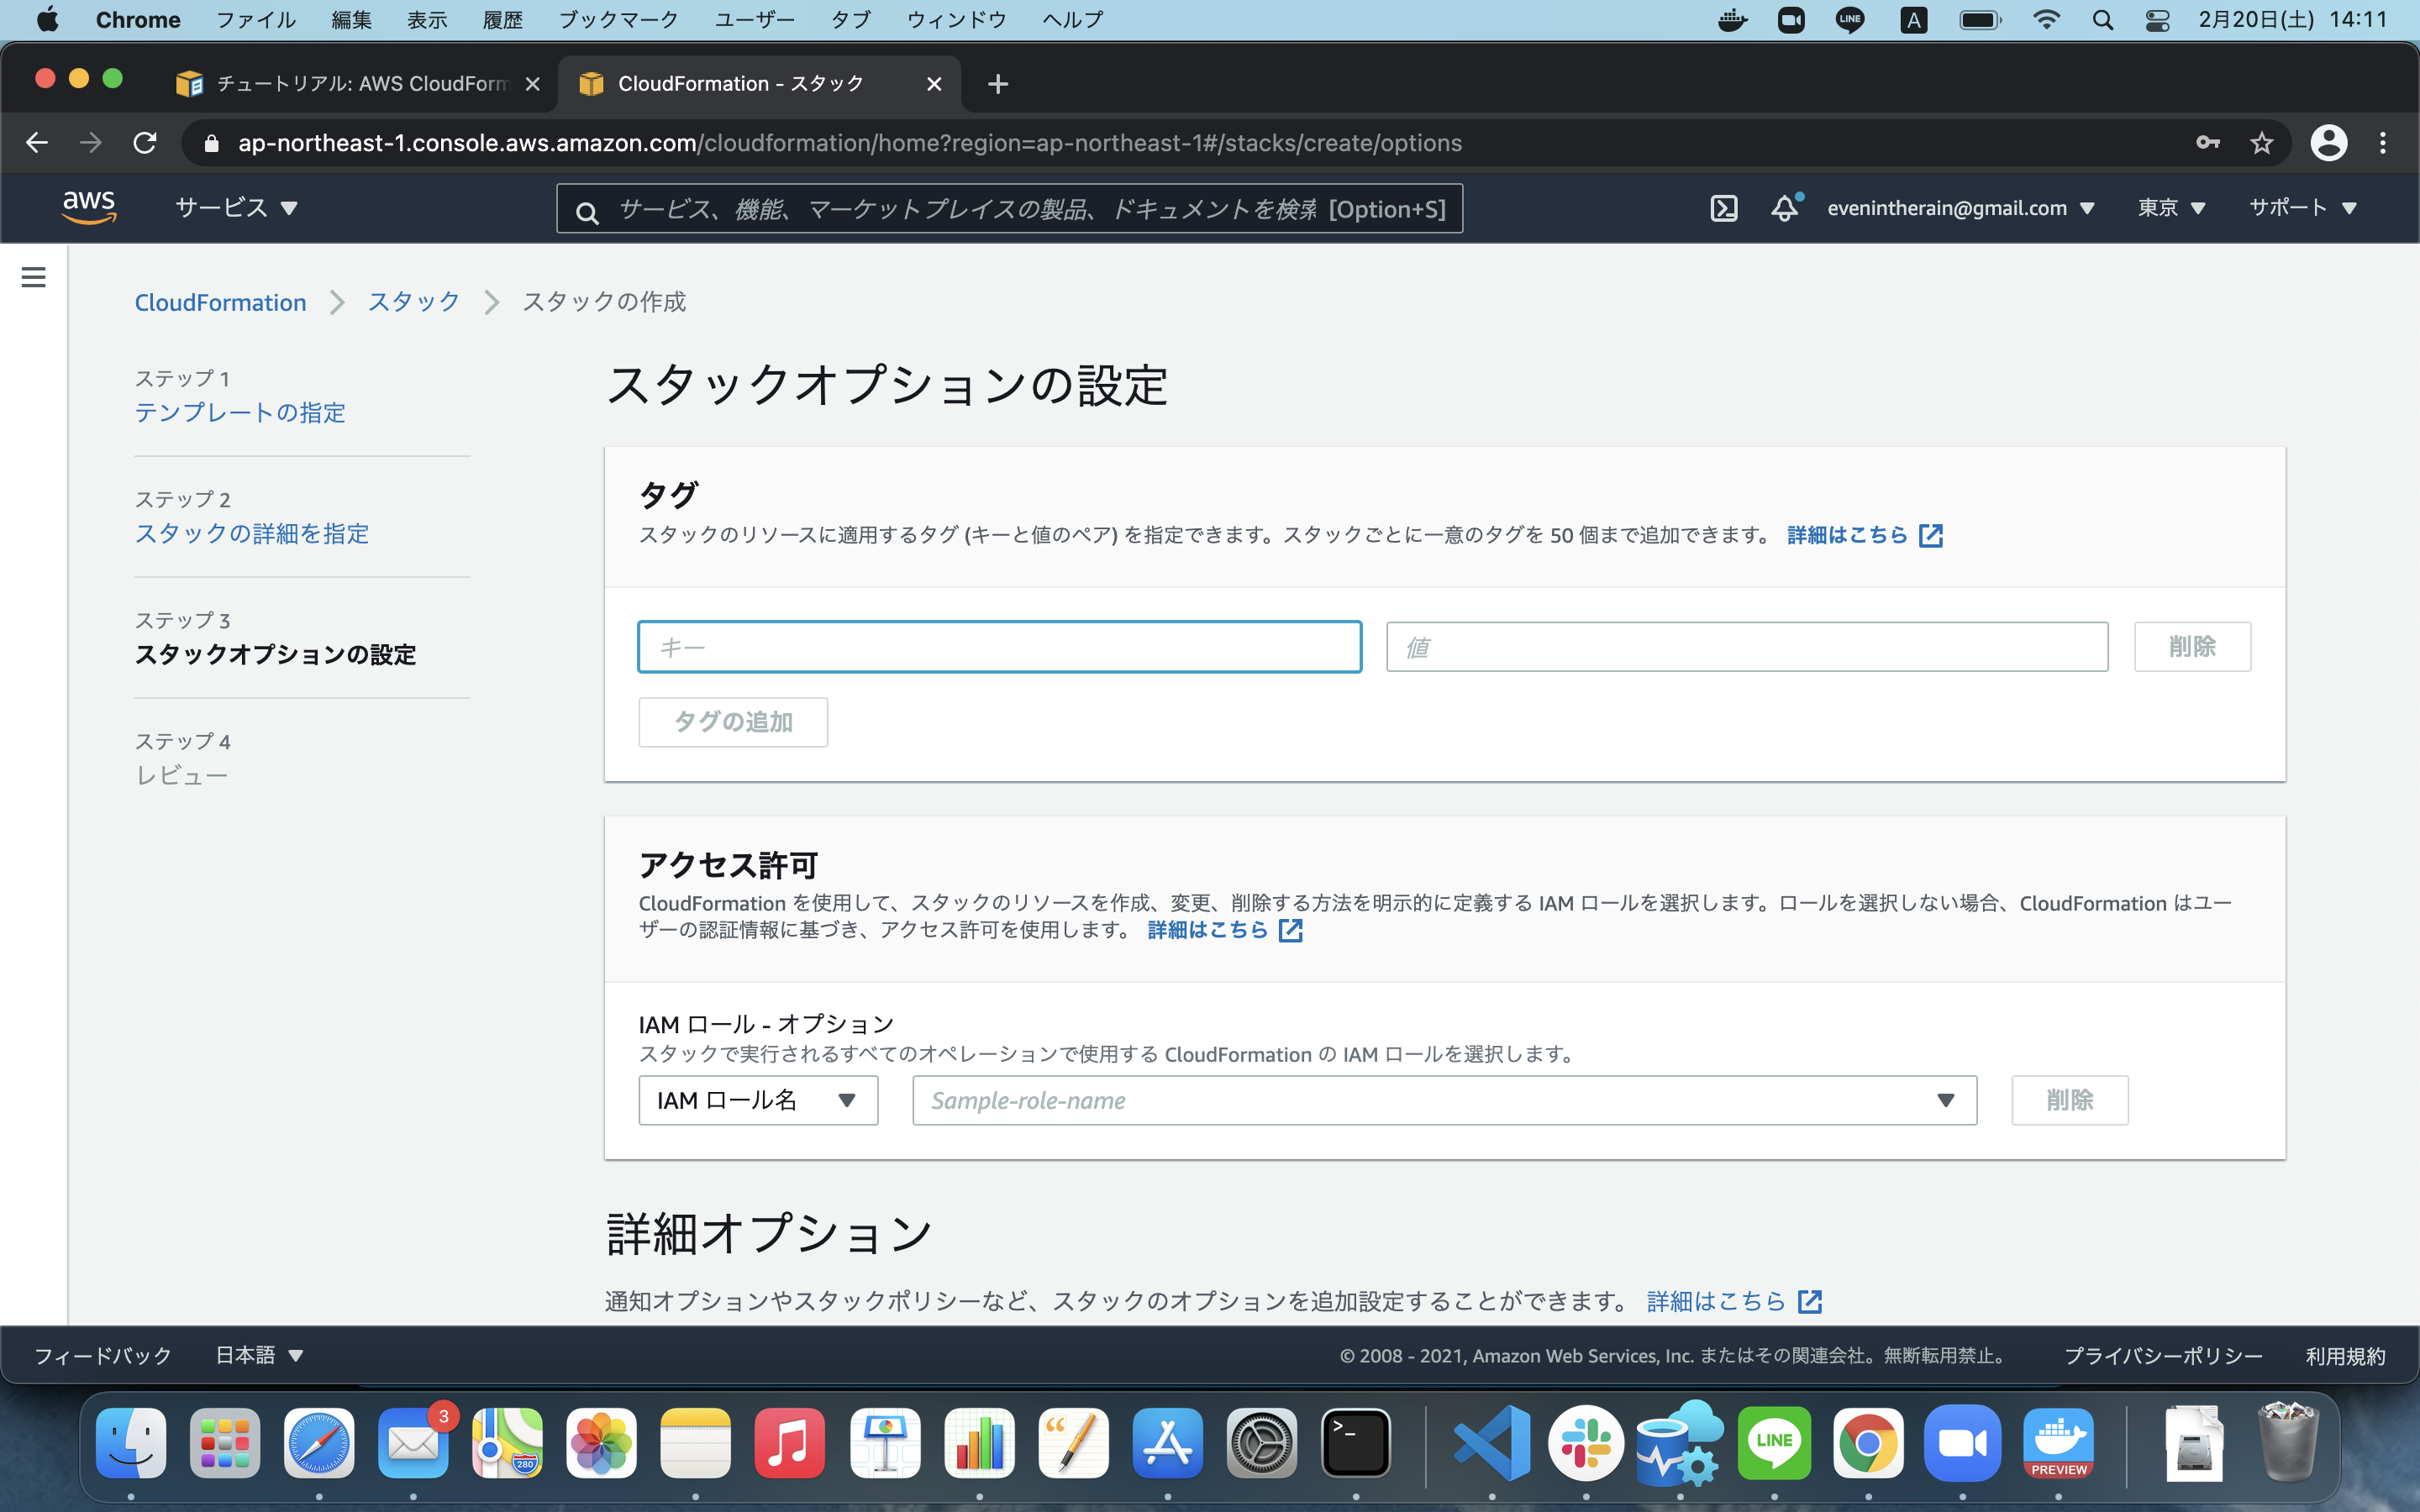 Chrome ファイル 編集 表示 履歴 ブックマーク ユーザー タブ ウィンドウ ヘルプ LINE A 2月20日(土) 14:11
チュートリアル: AWS CloudForm CloudFormation - スタック
ap-northeast-1.console.aws.amazon.com/cloudformation/home?region=ap-northeast-1#/stacks/create/options
aws サービス サービス、機能、マーケットプレイスの製品、ドキュメントを検索 [Option+S] evenintherain@gmail.com 東京 サポート
CloudFormation スタック スタックの作成
ステップ 1
テンプレートの指定
ステップ 2
スタックの詳細を指定
ステップ 3
スタックオプションの設定
ステップ 4
レビュー
スタックオプションの設定
タグ
スタックのリソースに適用するタグ (キーと値のペア) を指定できます。スタックごとに一意のタグを 50 個まで追加できます。 詳細はこちら
キー 値 削除
タグの追加
アクセス許可
CloudFormation を使用して、スタックのリソースを作成、変更、削除する方法を明示的に定義する IAM ロールを選択します。ロールを選択しない場合、CloudFormation はユー
ザーの認証情報に基づき、アクセス許可を使用します。 詳細はこちら
IAM ロール - オプション
スタックで実行されるすべてのオペレーションで使用する CloudFormation の IAM ロールを選択します。
IAM ロール名 Sample-role-name 削除
詳細オプション
通知オプションやスタックポリシーなど、スタックのオプションを追加設定することができます。 詳細はこちら
フィードバック 日本語 © 2008 - 2021, Amazon Web Services, Inc. またはその関連会社。無断転用禁止。 プライバシーポリシー 利用規約
3
280
>_
LINE
PREVIEW